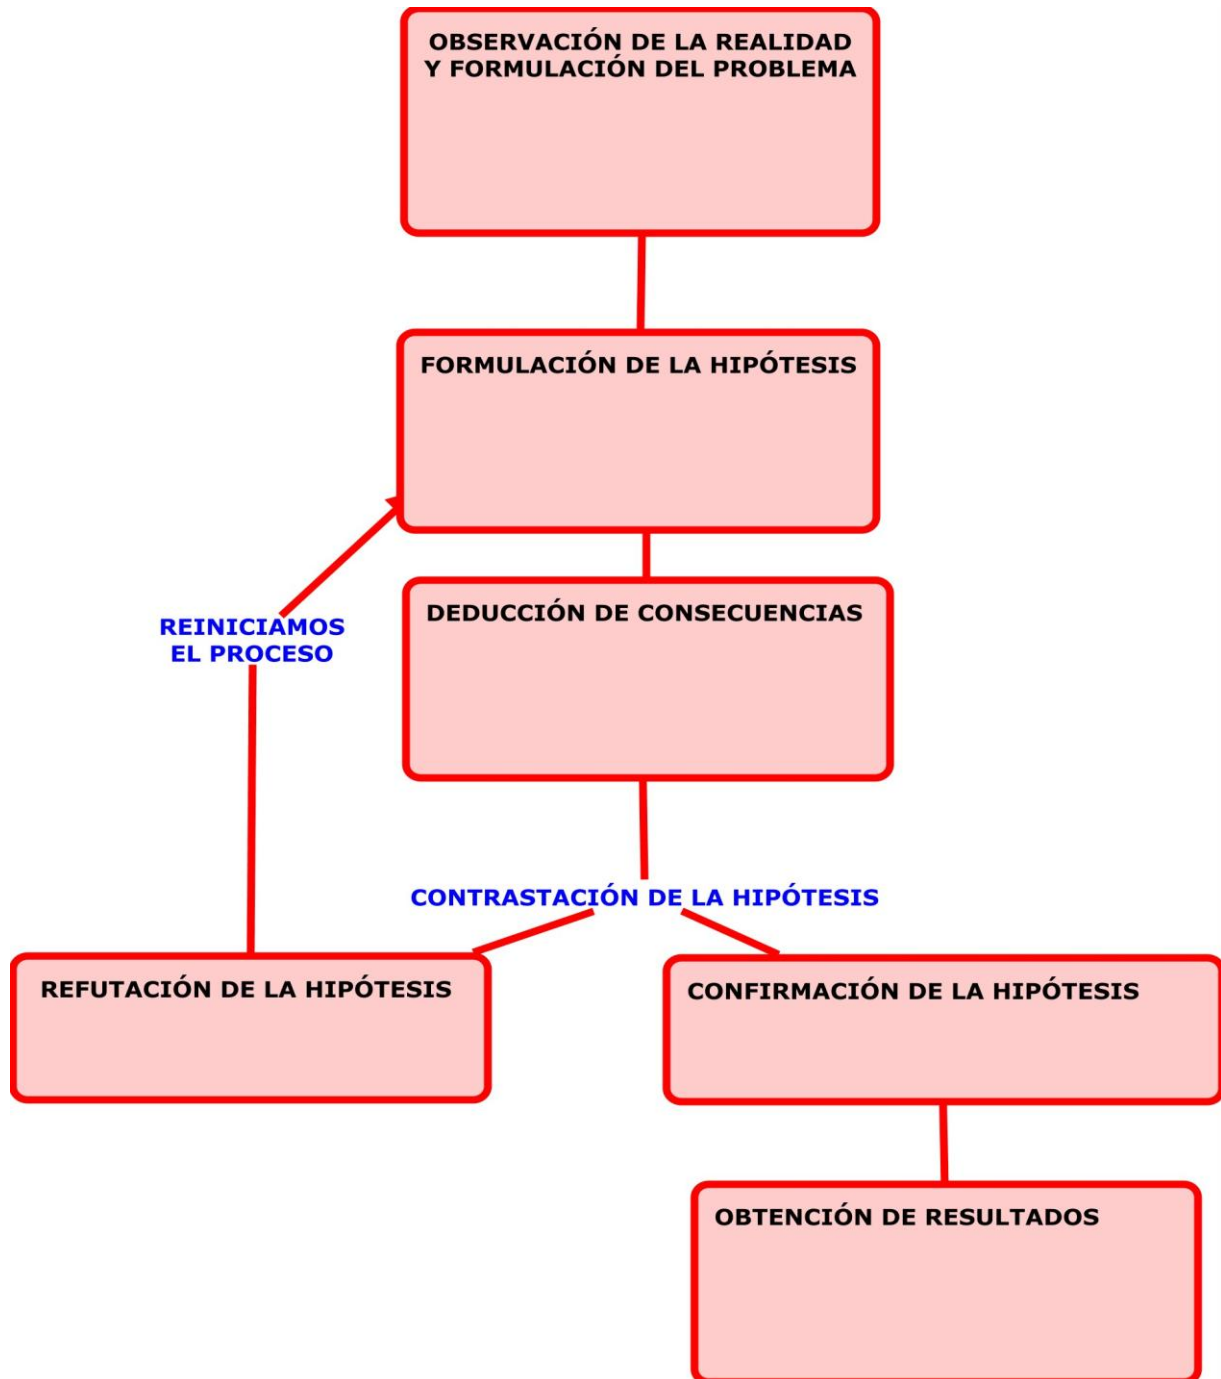 OBSERVACIÓN DE LA REALIDAD
Y FORMULACIÓN DEL PROBLEMA
FORMULACIÓN DE LA HIPÓTESIS
DEDUCCIÓN DE CONSECUENCIAS
REINICIAMOS
EL PROCESO
CONTRASTACIÓN DE LA HIPÓTESIS
REFUTACIÓN DE LA HIPÓTESIS
CONFIRMACIÓN DE LA HIPÓTESIS
OBTENCIÓN DE RESULTADOS